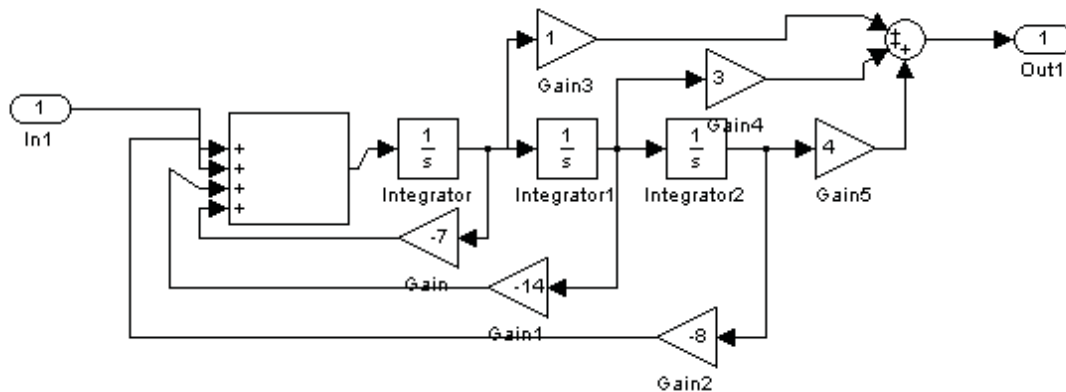 1
Gain3
1
Out1
3
Gain4
1
In1
+
+
+
+
+
+
+
1
s
Integrator
1
s
Integrator1
1
s
Integrator2
4
Gain5
-7
Gain
-14
Gain1
-8
Gain2